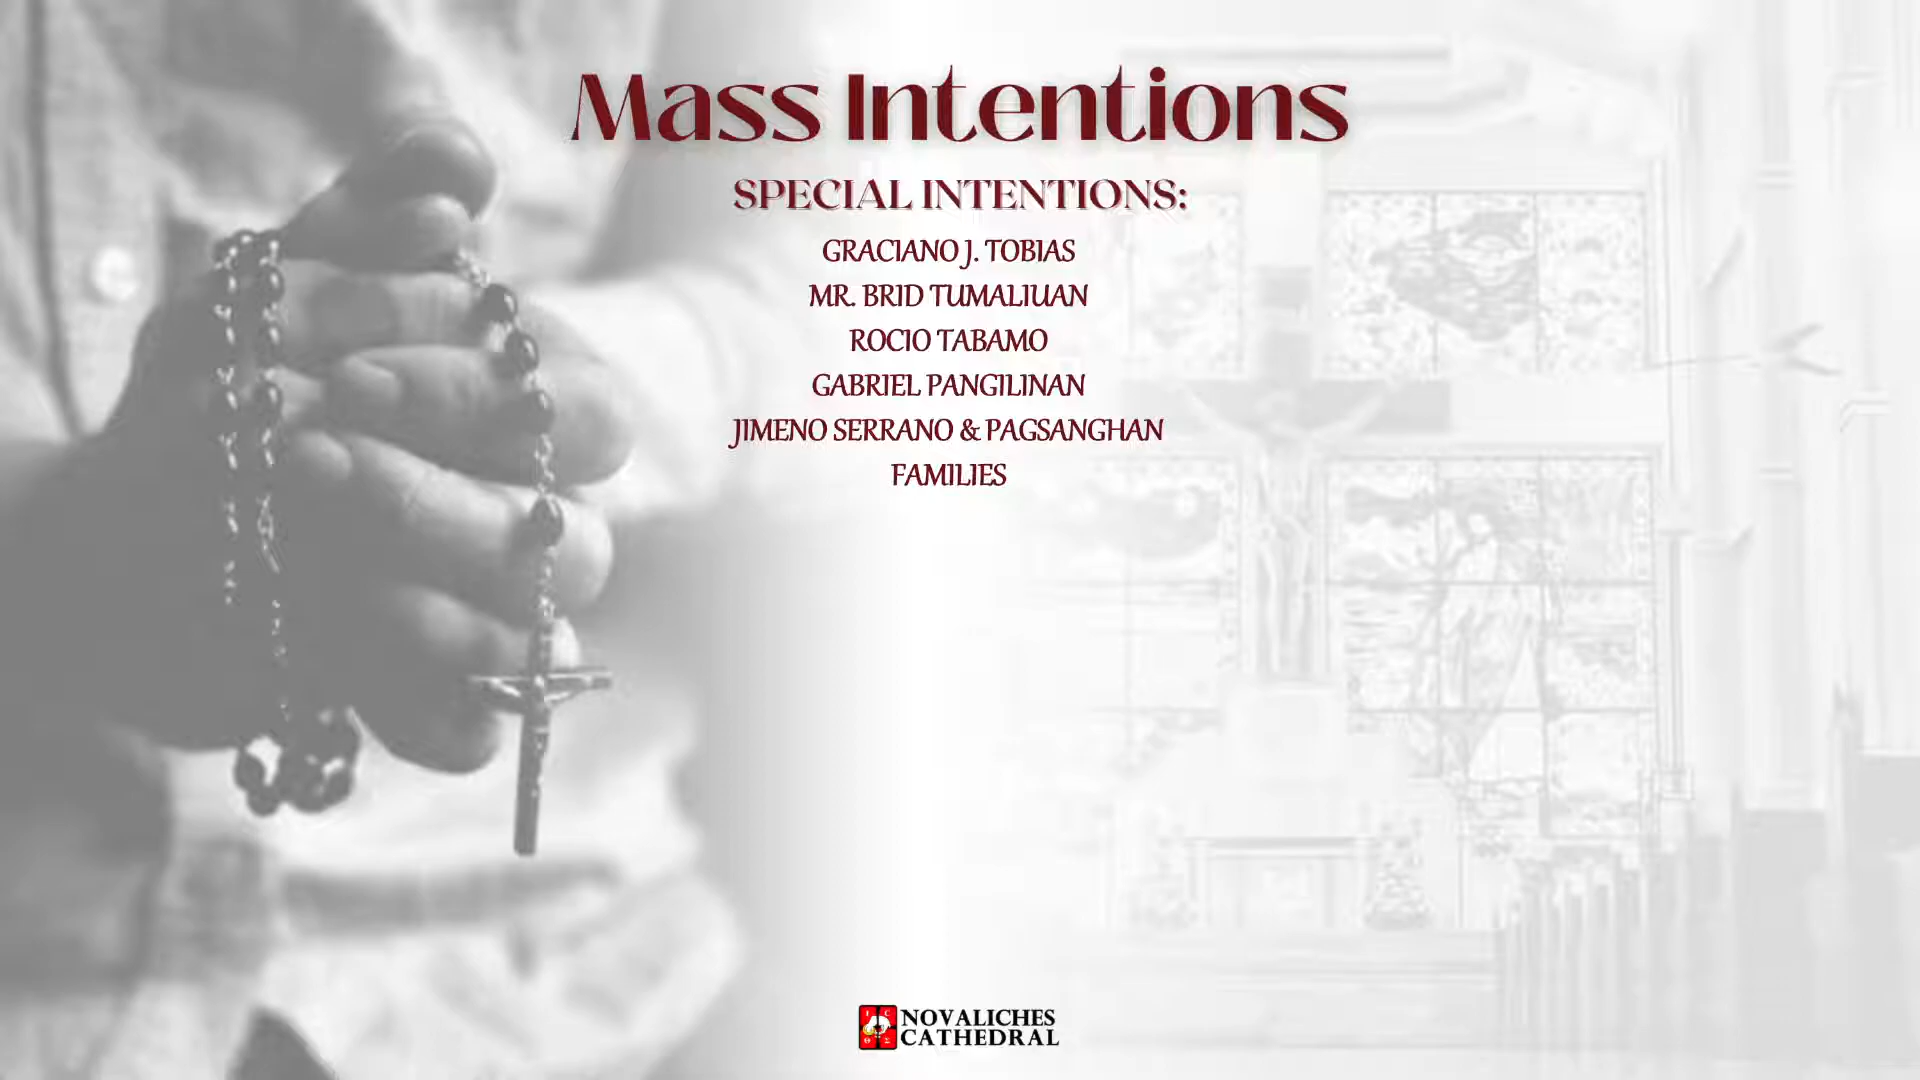 Mass Intentions
SPECIAL INTENTIONS:
GRACIANO J. TOBIAS
MR. BRID TUMALIUAN
ROCIO TABAMO
GABRIEL PANGILINAN
JIMENO SERRANO & PAGSANGHAN
FAMILIES
NOVALICHES
CATHEDRAL